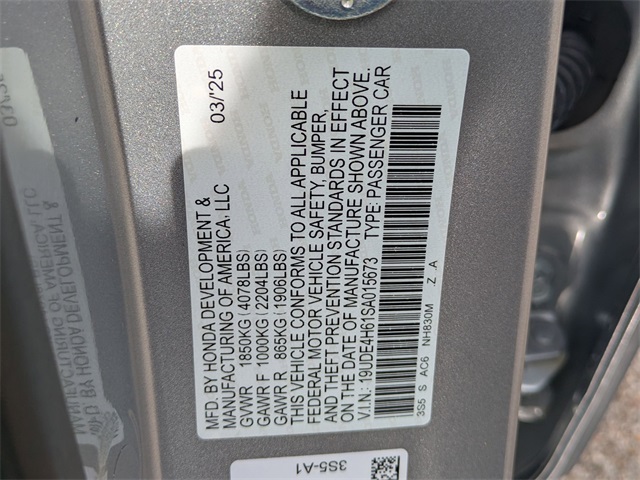 03/'25
MFD. BY HONDA DEVELOPMENT &
MANUFACTURING OF AMERICA, LLC
GVWR 1850KG(4078LBS)
GAWR F 1000KG(2204LBS)
GAWR R 865KG(1906LBS)
THIS VEHICLE CONFORMS TO ALL APPLICABLE
FEDERAL MOTOR VEHICLE SAFETY, BUMPER,
AND THEFT PREVENTION STANDARDS IN EFFECT
ON THE DATE OF MANUFACTURE SHOWN ABOVE.
V.I.N.: 19UDE4H61SA015673 TYPE: PASSENGER CAR
3S5 S AC6 NH830M Z A
3S5-A1